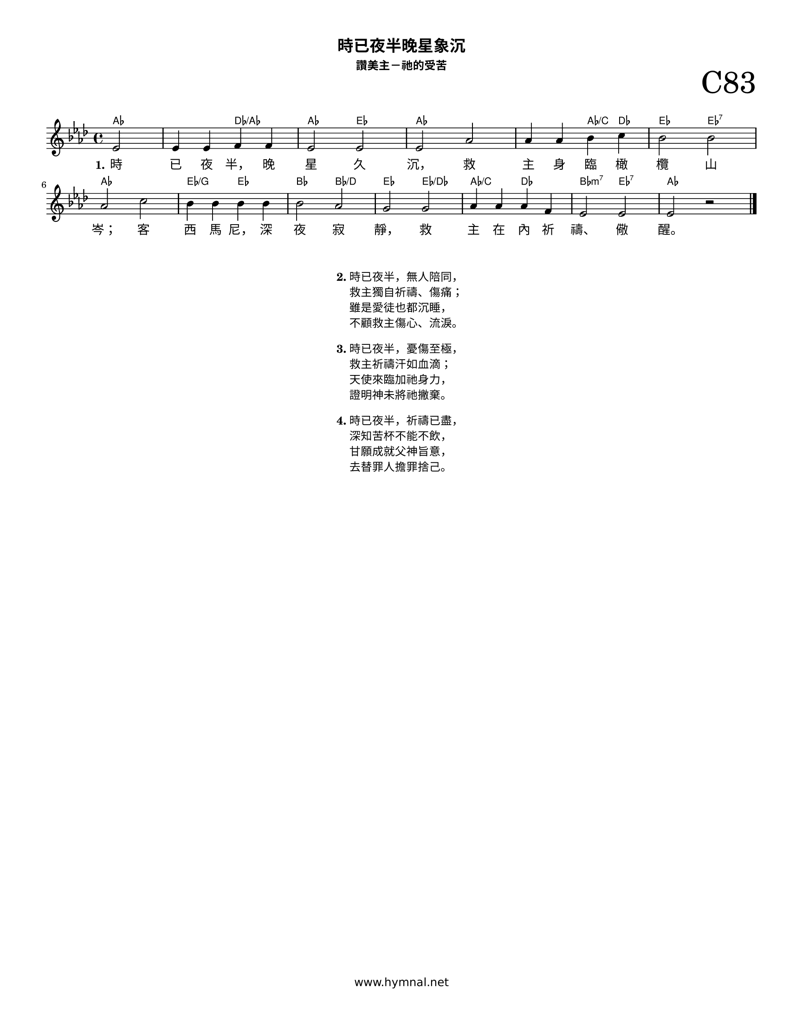 時已夜半晚星象沉
讚美主－祂的受苦
C83
A♭ D♭/A♭ A♭ E♭ A♭ A♭/C D♭ E♭ E♭7
1. 時 已 夜 半， 晚 星 久 沉， 救 主 身 臨 橄 欖 山
6
A♭ E♭/G E♭ B♭ B♭/D E♭ E♭/D♭ A♭/C D♭ B♭m7 E♭7 A♭
岑； 客 西 馬 尼， 深 夜 寂 靜， 救 主 在 內 祈 禱、 儆 醒。
2. 時已夜半，無人陪同，
救主獨自祈禱、傷痛；
雖是愛徒也都沉睡，
不顧救主傷心、流淚。
3. 時已夜半，憂傷至極，
救主祈禱汗如血滴；
天使來臨加祂身力，
證明神未將祂撇棄。
4. 時已夜半，祈禱已盡，
深知苦杯不能不飲，
甘願成就父神旨意，
去替罪人擔罪捨己。
www.hymnal.net